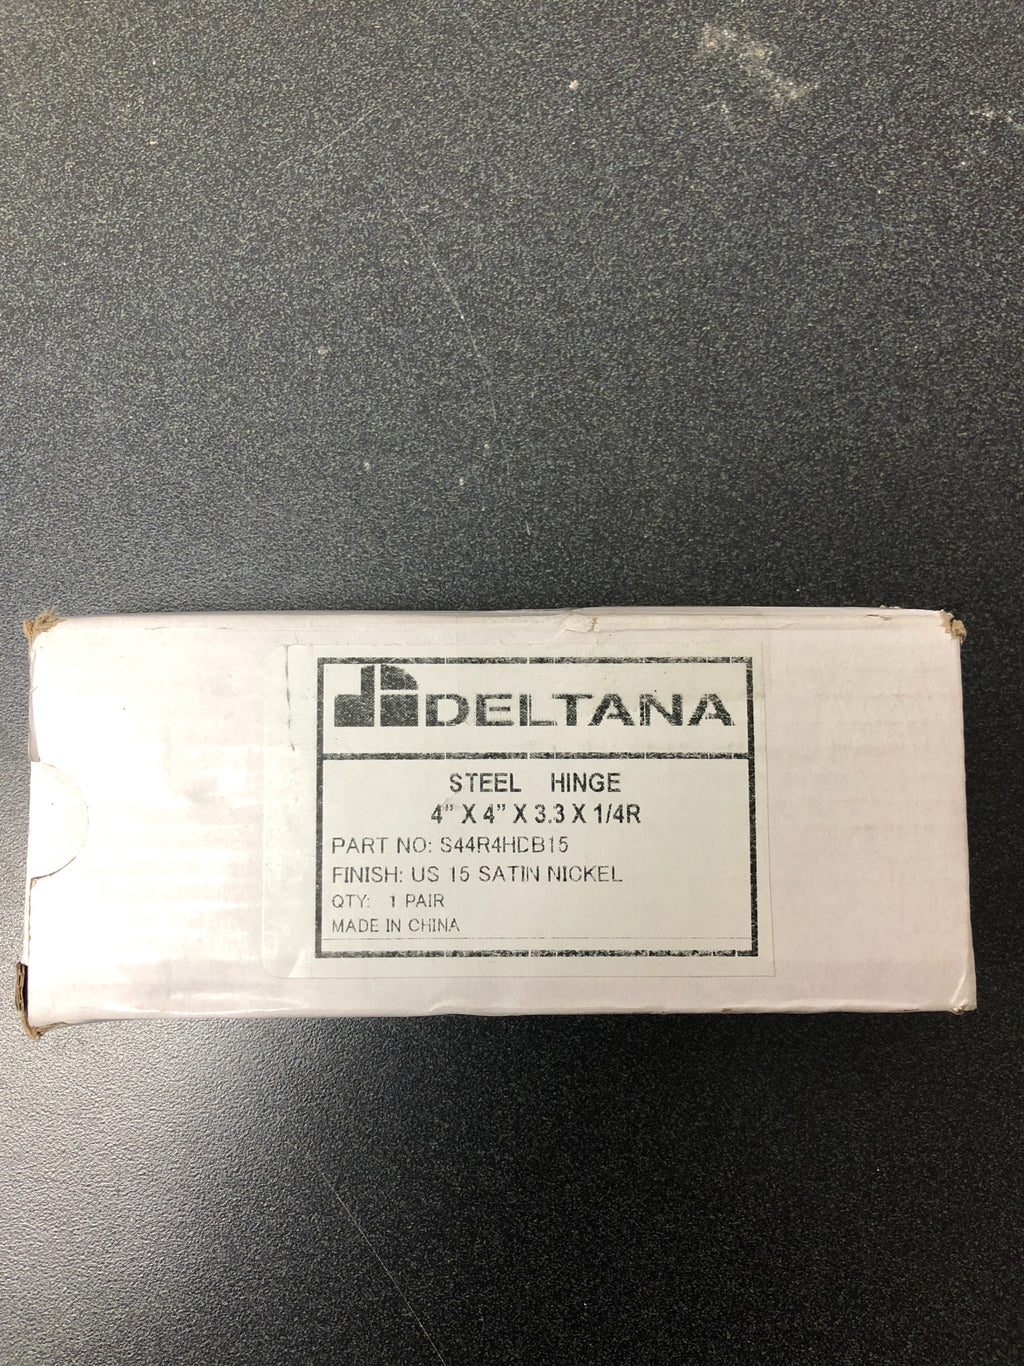 DELTANA
STEEL HINGE
4" X 4" X 3.3 X 1/4R
PART NO: S44R4HDB15
FINISH: US 15 SATIN NICKEL
QTY: 1 PAIR
MADE IN CHINA